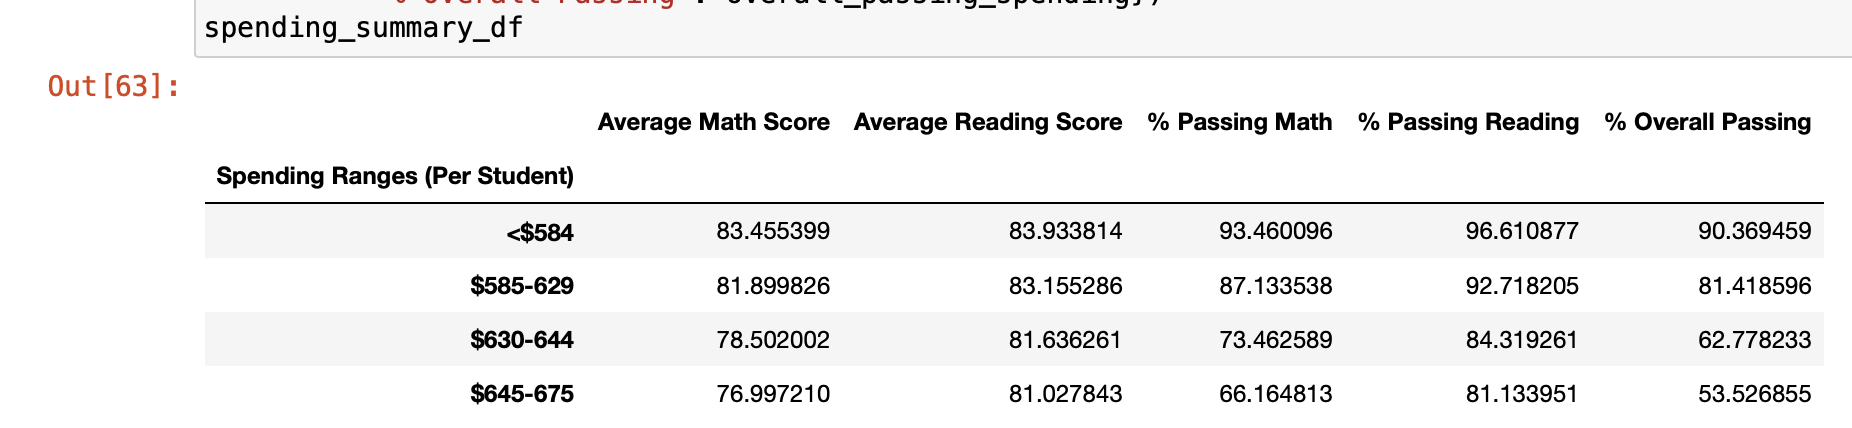 % Overall Passing": overall_passing_spending})
spending_summary_df
Out[63]:
Average Math Score Average Reading Score % Passing Math % Passing Reading % Overall Passing
Spending Ranges (Per Student)
<$584 83.455399 83.933814 93.460096 96.610877 90.369459
$585-629 81.899826 83.155286 87.133538 92.718205 81.418596
$630-644 78.502002 81.636261 73.462589 84.319261 62.778233
$645-675 76.997210 81.027843 66.164813 81.133951 53.526855